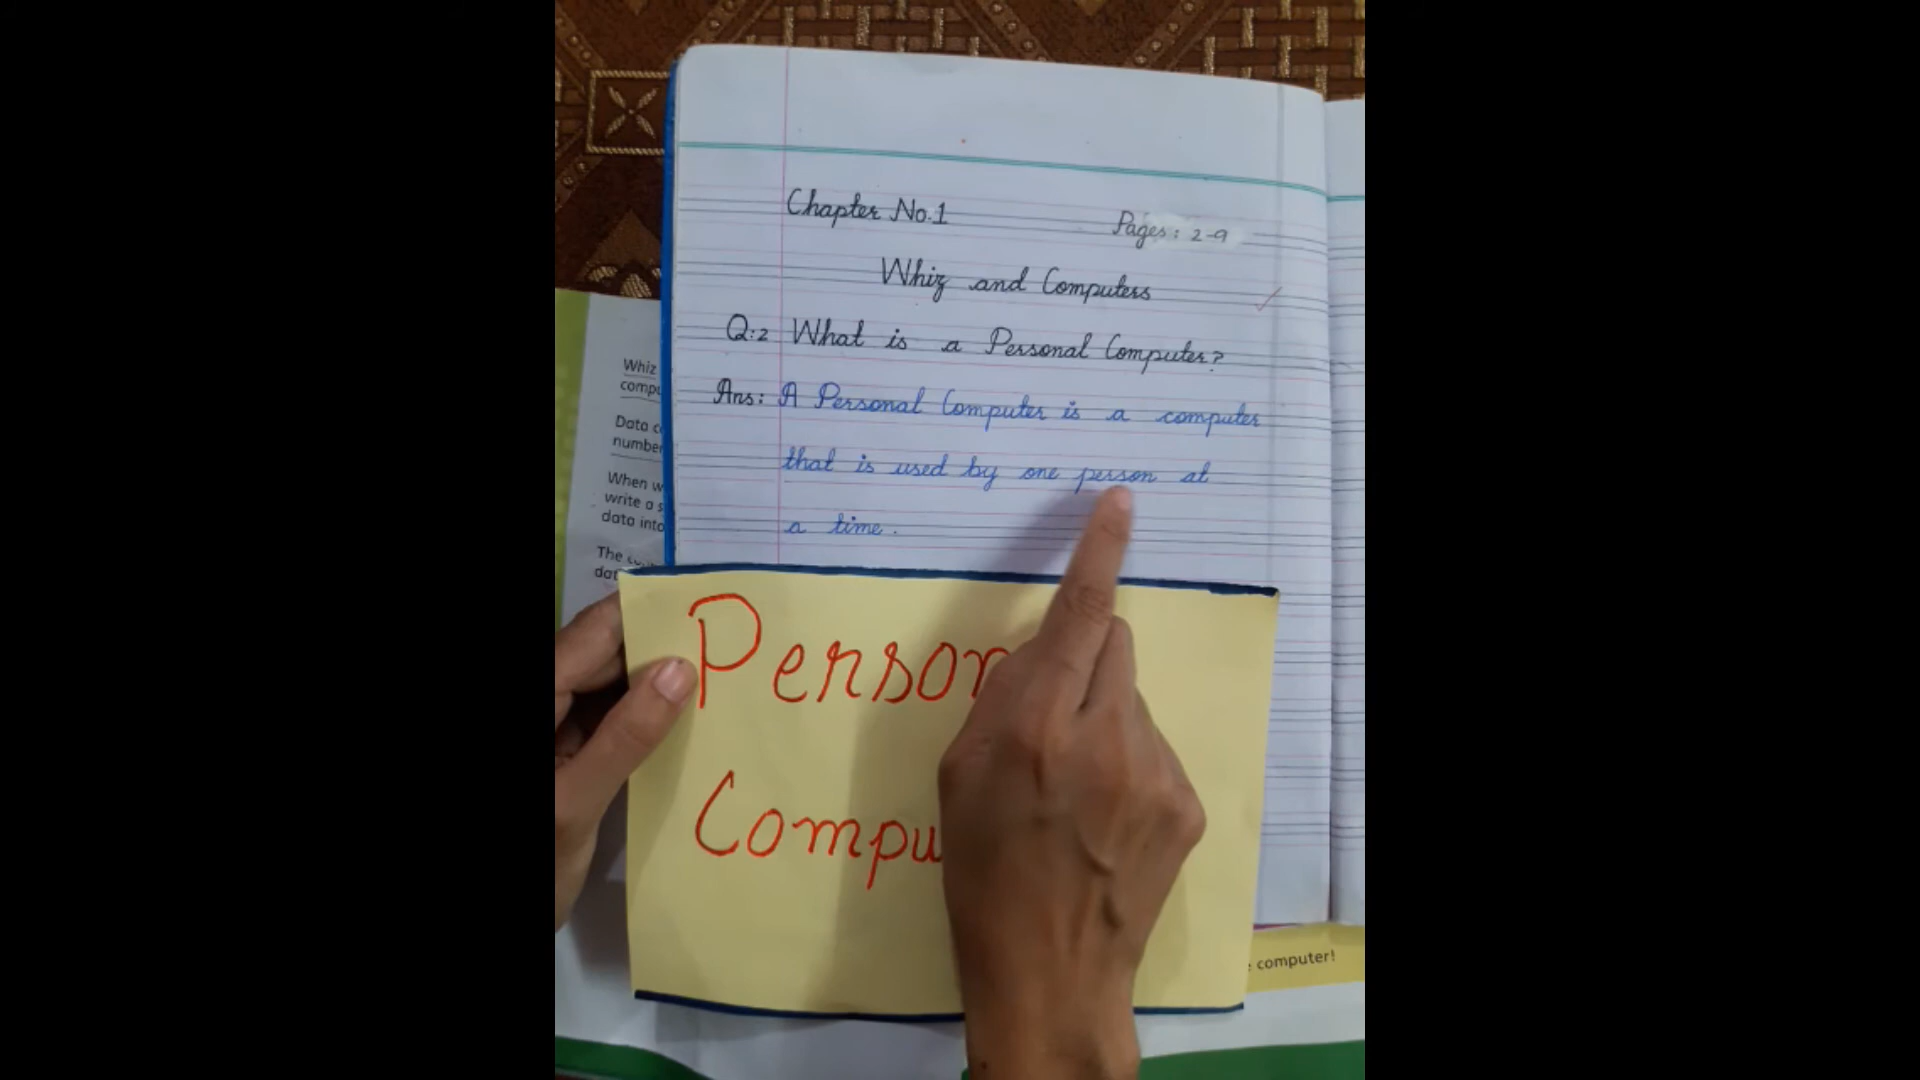 Chapter No.1
Pages: 2-9
Whiz and Computers
Q:2 What is a Personal Computer?
Ans: A Personal Computer is a computer
that is used by one person at
a time.
Whiz
Data
number
When
write a
data into
The
Person
Compu
computer!